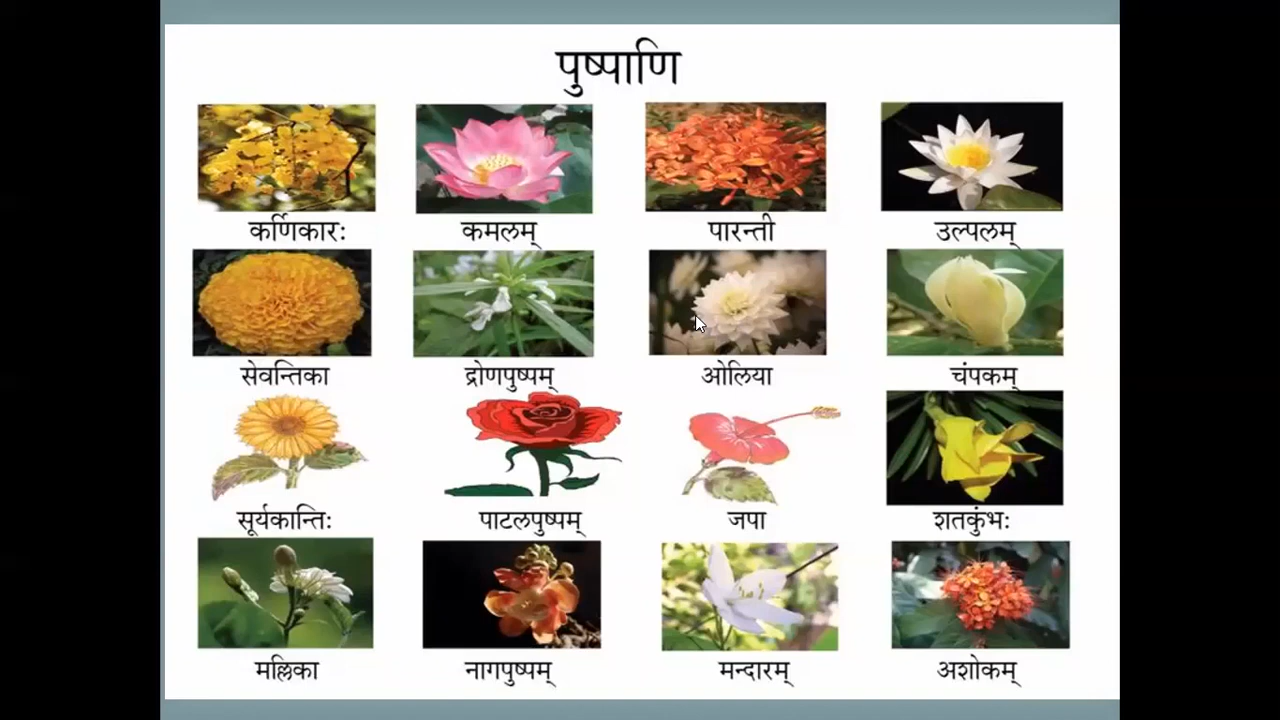 पुष्पाणि
कर्णिकारः कमलम् पारन्ती उत्पलम्
सेवन्तिका द्रोणपुष्पम् ओलिया चंपकम्
सूर्यकान्तिः पाटलपुष्पम् जपा शतकुंभः
मल्लिका नागपुष्पम् मन्दारम् अशोकम्